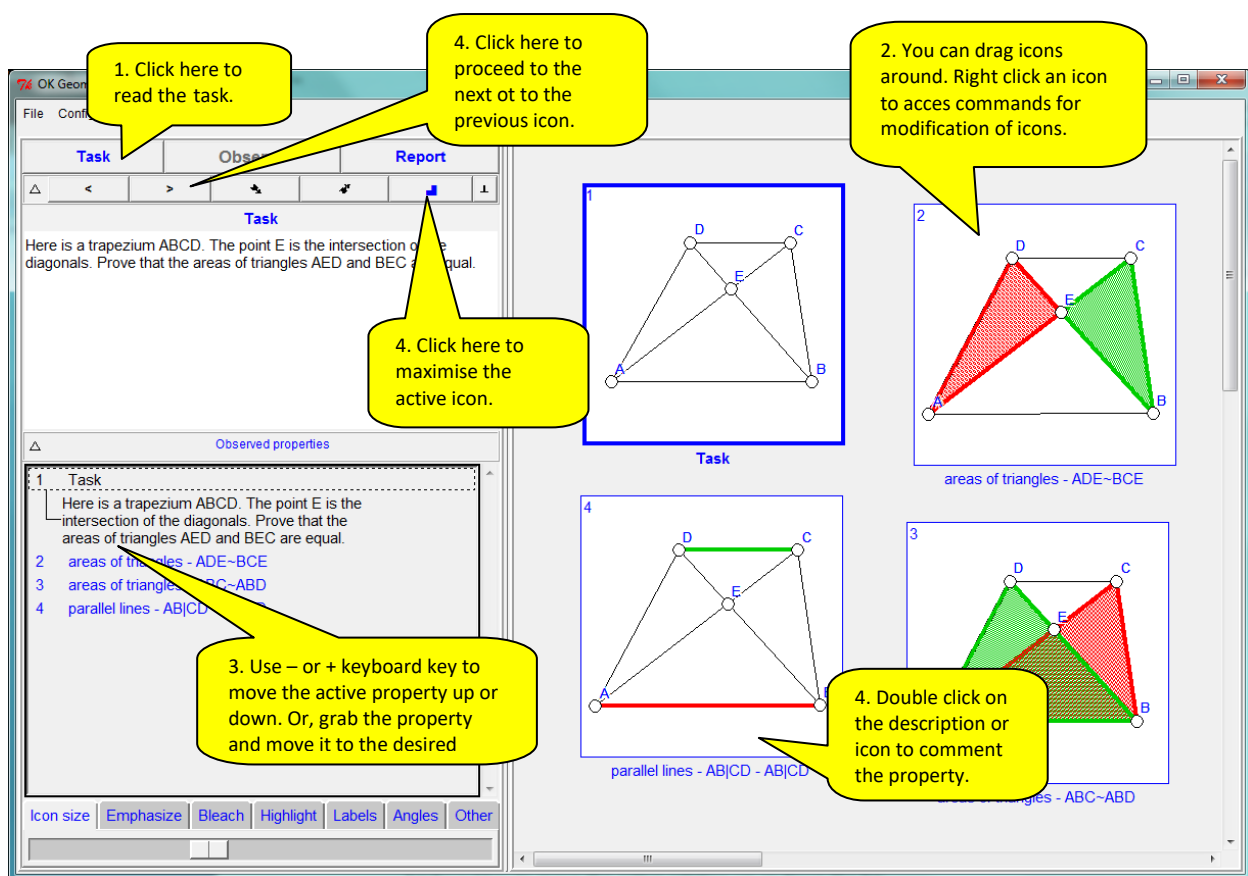 4. Click here to
proceed to the
next ot to the
previous icon.
1. Click here to
read the task.
2. You can drag icons
around. Right click an icon
to acces commands for
modification of icons.
OK Geom
File Config
Task Obser Report
< >
Task
Here is a trapezium ABCD. The point E is the intersection o e
diagonals. Prove that the areas of triangles AED and BEC a equal.
4. Click here to
maximise the
active icon.
Observed properties
1 Task
Here is a trapezium ABCD. The point E is the
intersection of the diagonals. Prove that the
areas of triangles AED and BEC are equal.
2 areas of triangles - ADE~BCE
3 areas of triangles BC~ABD
4 parallel lines - AB|CD
3. Use – or + keyboard key to
move the active property up or
down. Or, grab the property
and move it to the desired
Icon size Emphasize Bleach Highlight Labels Angles Other
1
D C
E
A B
Task
2
D C
E
A B
areas of triangles - ADE~BCE
4
D C
E
A B
parallel lines - AB|CD - AB|CD
3
D C
E
B
4. Double click on
the description or
icon to comment
the property.
areas of triangles - ABC~ABD